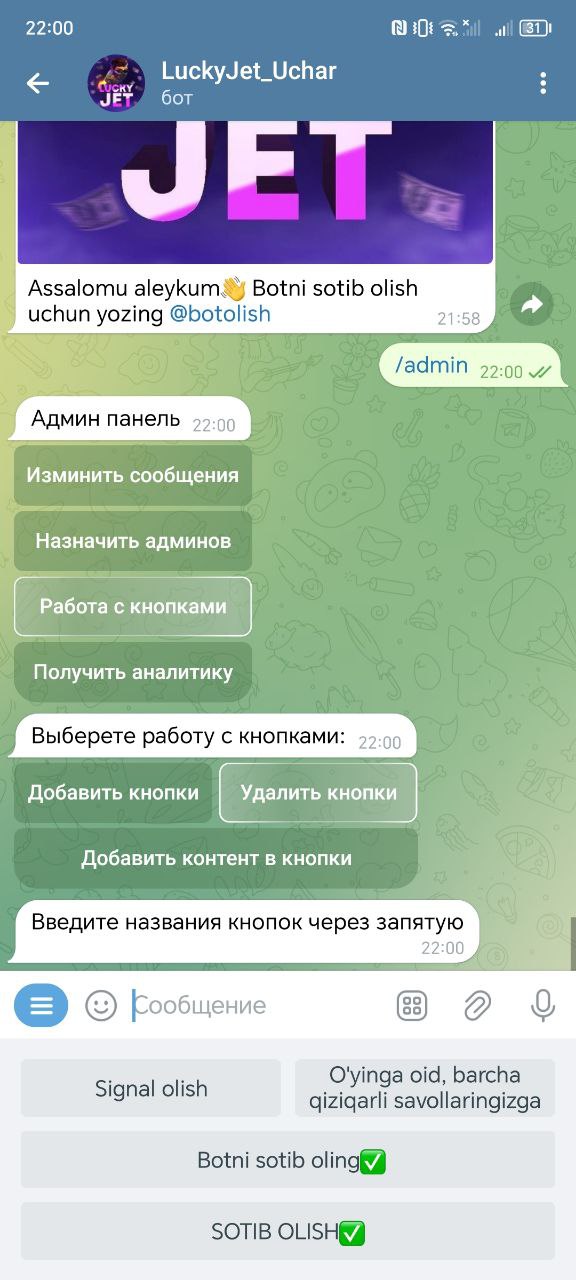 22:00
31
LuckyJet_Uchar
бот
LUCKY
JET
JET
Assalomu aleykum👋 Botni sotib olish
uchun yozing @botolish
21:58
/admin 22:00
Админ панель 22:00
Изминить сообщения
Назначить админов
Работа с кнопками
Получить аналитику
Выберете работу с кнопками: 22:00
Добавить кнопки
Удалить кнопки
Добавить контент в кнопки
Введите названия кнопок через запятую
22:00
Сообщение
Signal olish
O'yinga oid, barcha
qiziqarli savollaringizga
Botni sotib oling✅
SOTIB OLISH✅